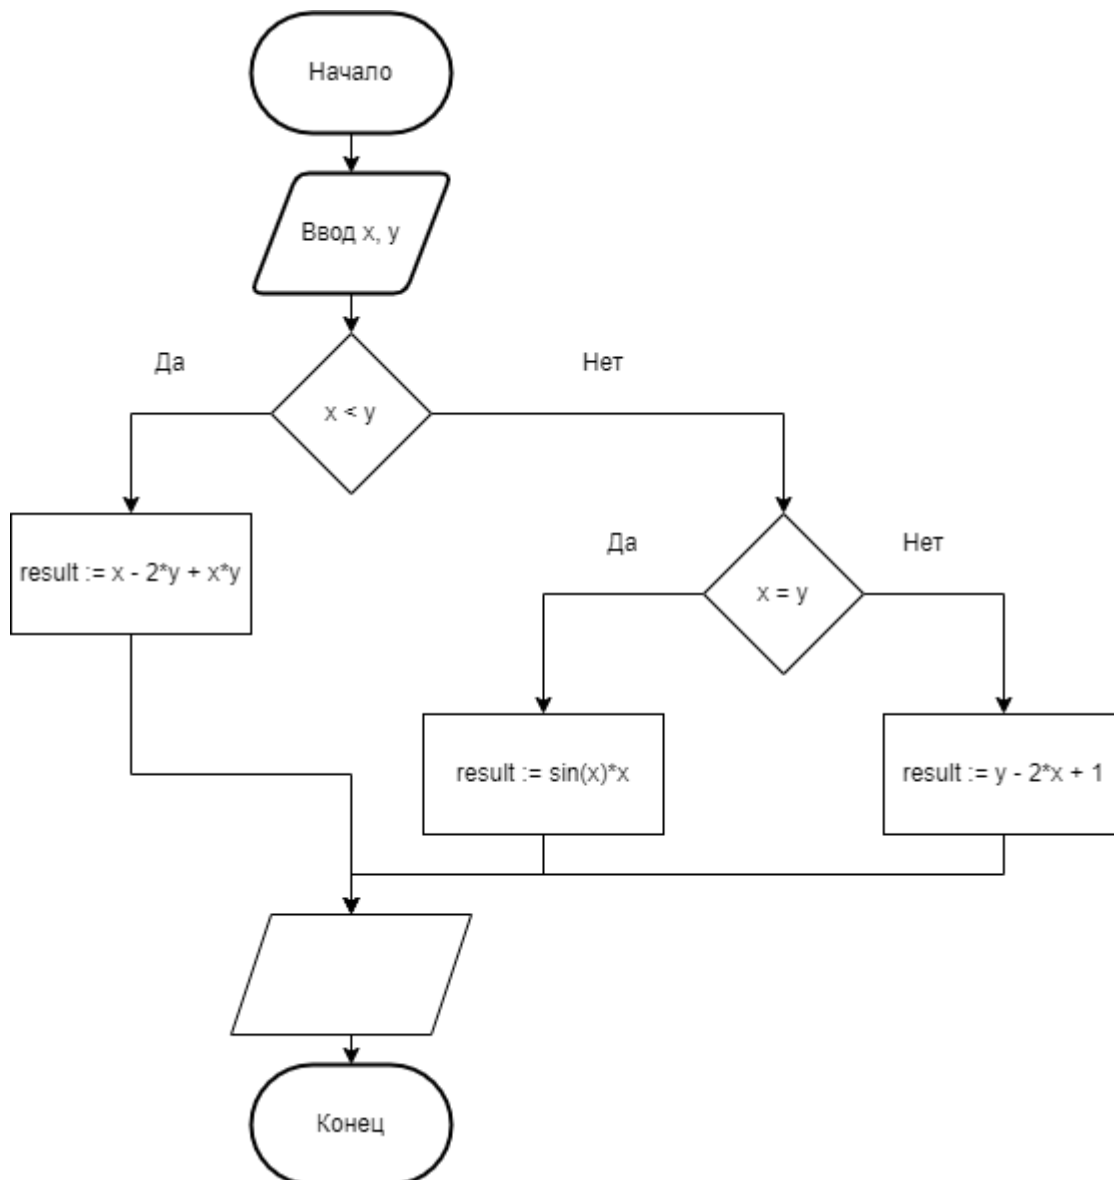 Начало
Ввод x, y
Да
Нет
x < y
result := x - 2*y + x*y
Да
Нет
x = y
result := sin(x)*x
result := y - 2*x + 1
Конец